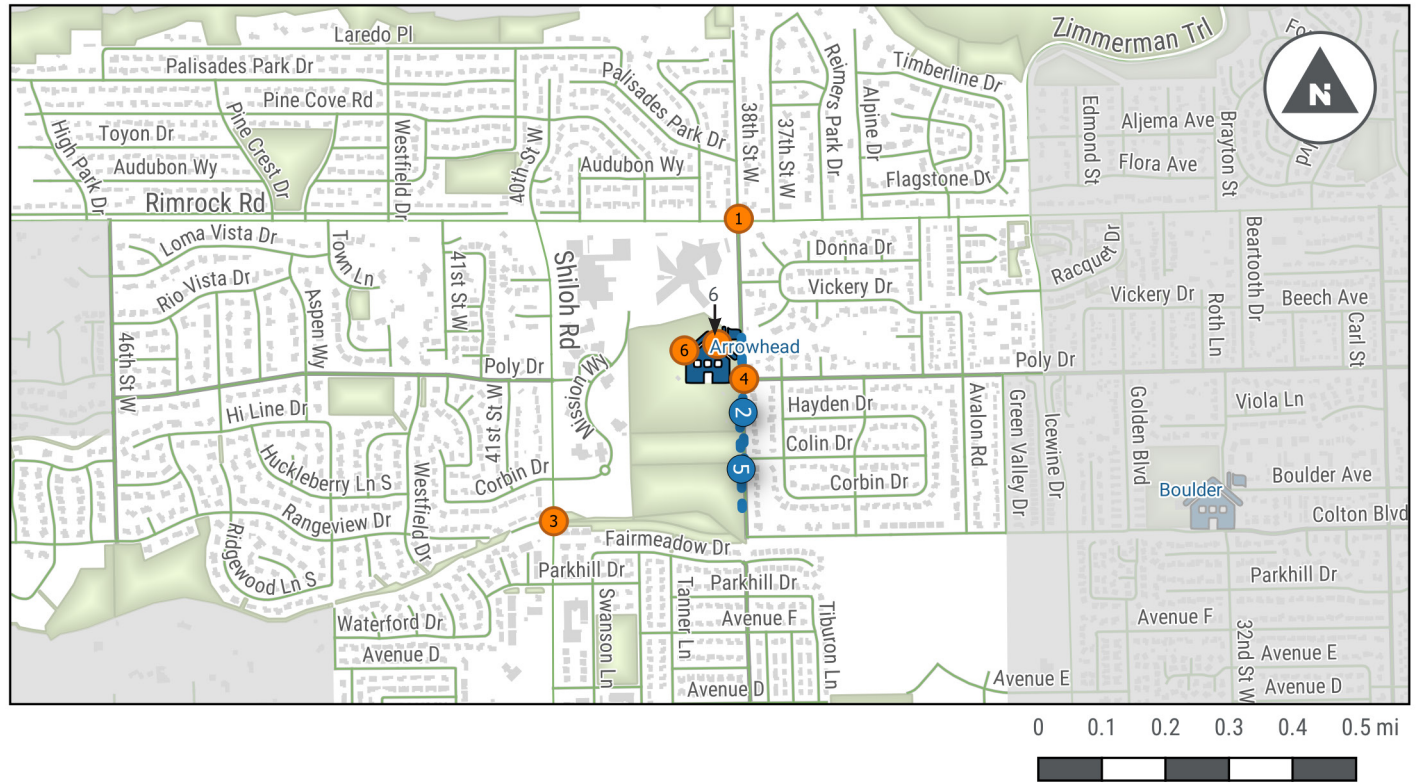 Laredo Pl
Zimmerman Trl
Palisades Park Dr
Palisades Park Dr
Reimers Park Dr
Timberline Dr
N
Pine Cove Rd
Pine Crest Dr
High Park Dr
Toyon Dr
Westfield Dr
40th St W
38th St W
37th St W
Alpine Dr
Edmond St
Aljema Ave
Brayton St
Blvd
Audubon Wy
Audubon Wy
Flora Ave
Flagstone Dr
Rimrock Rd
1
Loma Vista Dr
Town Ln
41st St W
Shiloh Rd
Donna Dr
Racquet Dr
Beartooth Dr
Rio Vista Dr
Aspen Wy
Vickery Dr
Vickery Dr
Roth Ln
Beech Ave
Carl St
6
46th St W
6
Arrowhead
Poly Dr
Mission Wy
4
Poly Dr
Hi Line Dr
41st St W
2
Hayden Dr
Avalon Rd
Green Valley Dr
Icewine Dr
Golden Blvd
Viola Ln
Colin Dr
Huckleberry Ln S
Westfield Dr
Corbin Dr
5
Corbin Dr
Boulder
Boulder Ave
Rangeview Dr
3
Colton Blvd
Ridgewood Ln S
Fairmeadow Dr
Parkhill Dr
Parkhill Dr
Parkhill Dr
Swanson Ln
Tanner Ln
Tiburon Ln
Waterford Dr
Avenue F
Avenue F
32nd St W
Avenue D
Avenue E
Avenue E
Avenue D
Avenue D
0 0.1 0.2 0.3 0.4 0.5 mi